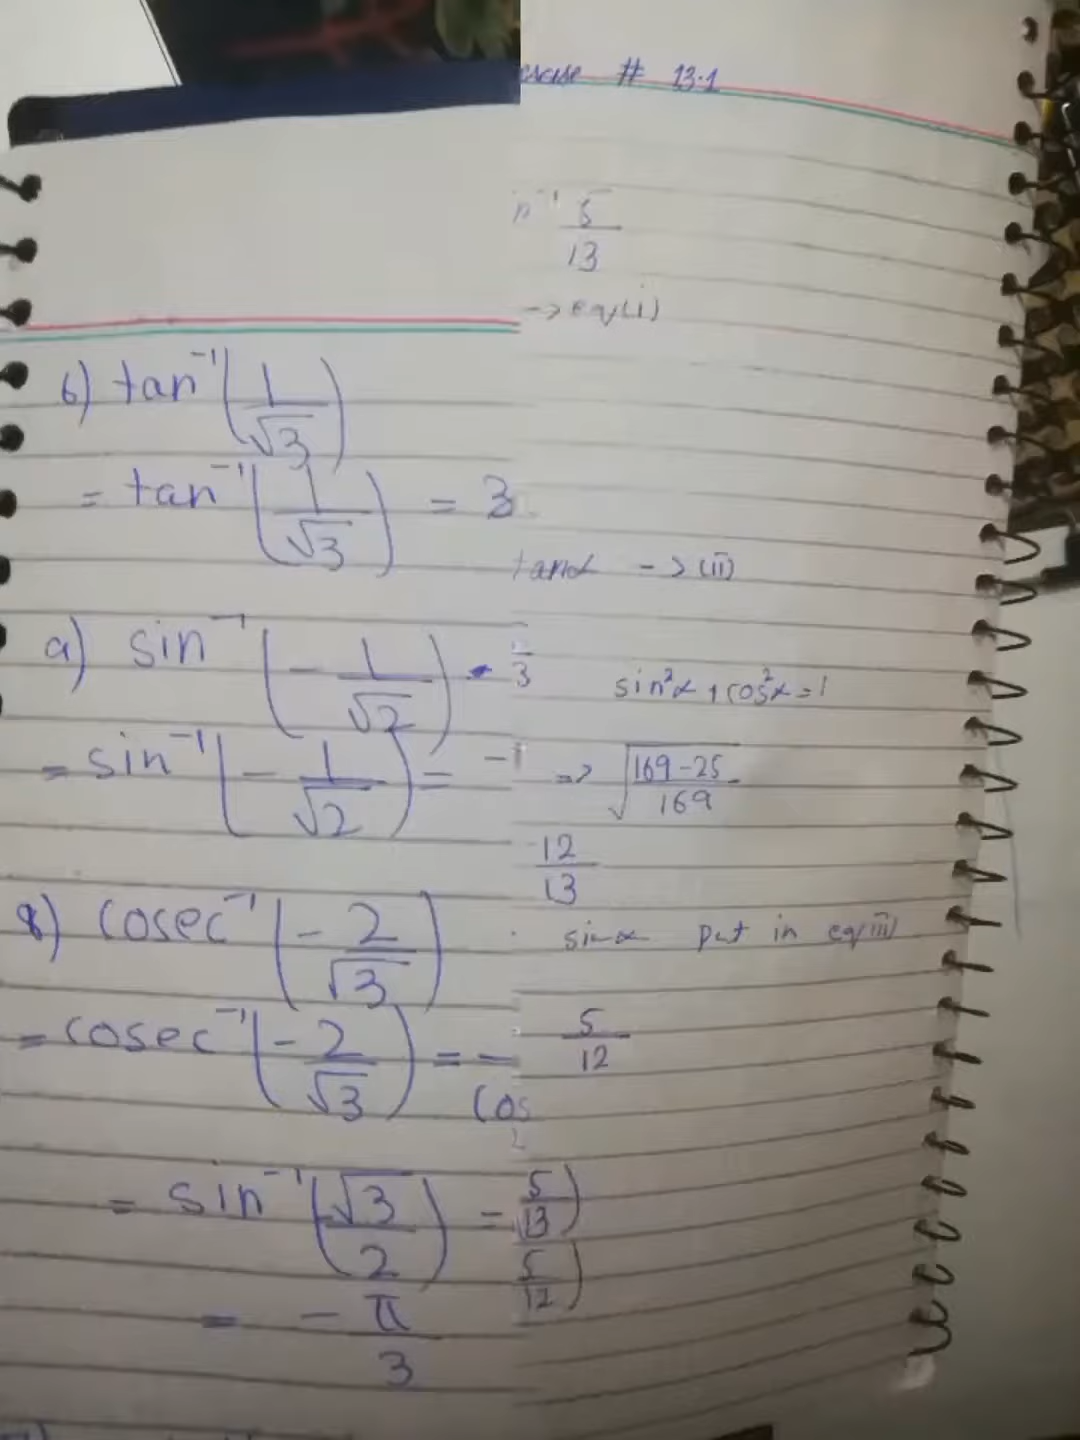 # 13.1
5
13
-> eq(i)
6) tan⁻¹(1/√3)
= tan⁻¹(1/√3) = 3
tanα -> (ii)
a) sin⁻¹(-1/√2)
3
sin²α + cos²α = 1
= sin⁻¹(-1/√2) = -1
=> √(169-25/169)
12/13
8) cosec⁻¹(-2/√3)
sinα put in eq(ii)
= cosec⁻¹(-2/√3) = -
5/12
cos
= sin⁻¹(√3/2) =
5/13)
5/12)
= -π/3